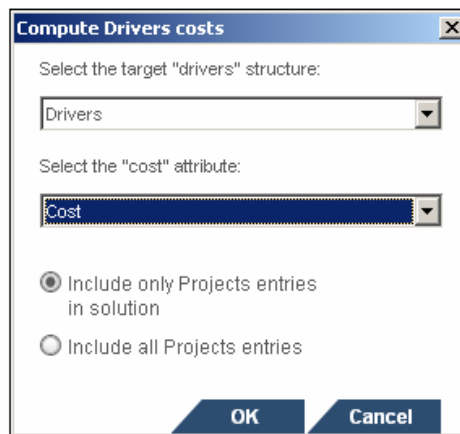 Compute Drivers costs
Select the target "drivers" structure:
Drivers
Select the "cost" attribute:
Cost
Include only Projects entries
in solution
Include all Projects entries
OK
Cancel